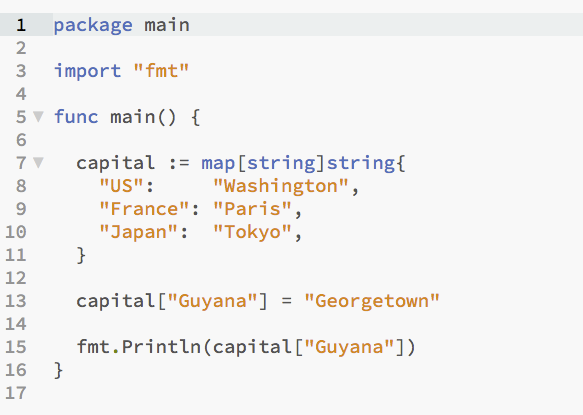 1 package main
2
3 import "fmt"
4
5 func main() {
6
7   capital := map[string]string{
8     "US":     "Washington",
9     "France": "Paris",
10     "Japan":  "Tokyo",
11   }
12
13   capital["Guyana"] = "Georgetown"
14
15   fmt.Println(capital["Guyana"])
16 }
17